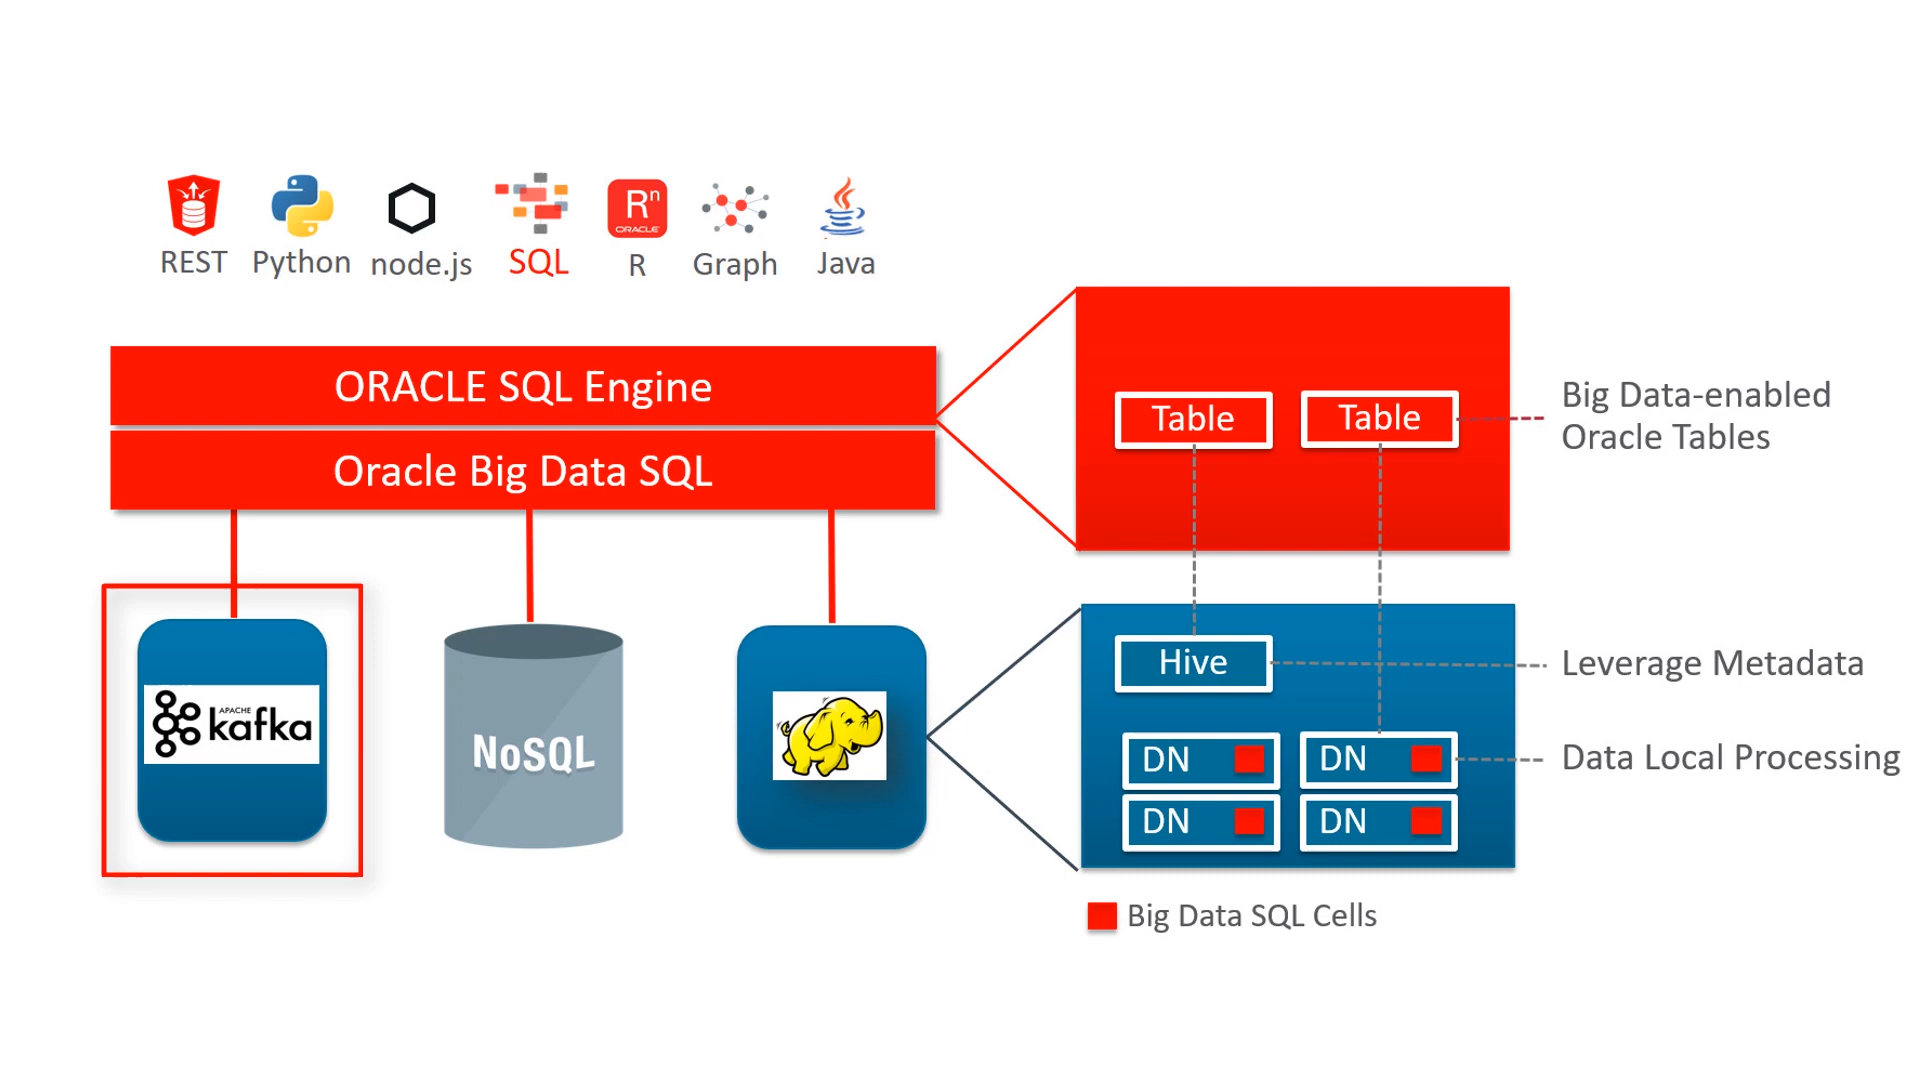 Rn
ORACLE
REST
Python
node.js
SQL
R
Graph
Java
ORACLE SQL Engine
Oracle Big Data SQL
Table
Table
Big Data-enabled
Oracle Tables
APACHE
kafka
NoSQL
Hive
Leverage Metadata
DN
DN
Data Local Processing
DN
DN
Big Data SQL Cells